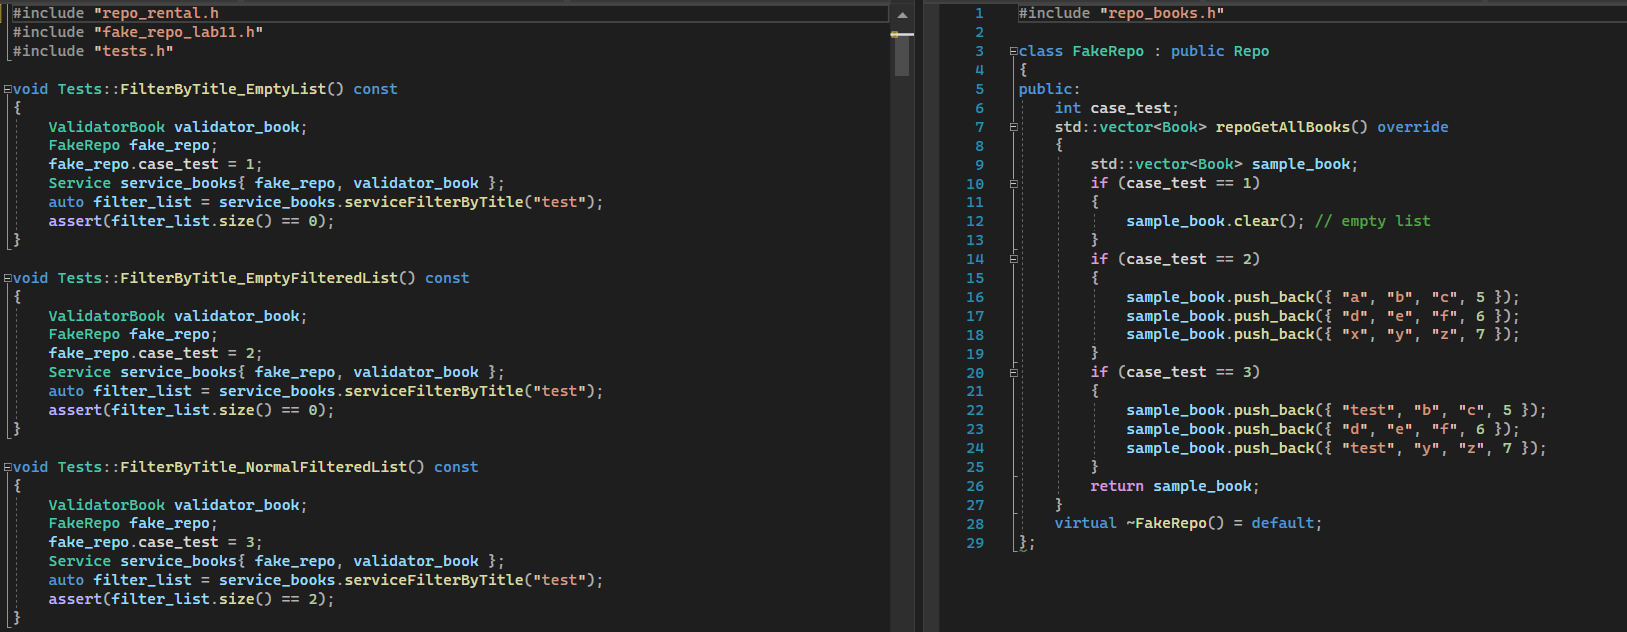 #include "repo_rental.h
#include "fake_repo_lab11.h"
#include "tests.h"

void Tests::FilterByTitle_EmptyList() const
{
    ValidatorBook validator_book;
    FakeRepo fake_repo;
    fake_repo.case_test = 1;
    Service service_books{ fake_repo, validator_book };
    auto filter_list = service_books.serviceFilterByTitle("test");
    assert(filter_list.size() == 0);
}

void Tests::FilterByTitle_EmptyFilteredList() const
{
    ValidatorBook validator_book;
    FakeRepo fake_repo;
    fake_repo.case_test = 2;
    Service service_books{ fake_repo, validator_book };
    auto filter_list = service_books.serviceFilterByTitle("test");
    assert(filter_list.size() == 0);
}

void Tests::FilterByTitle_NormalFilteredList() const
{
    ValidatorBook validator_book;
    FakeRepo fake_repo;
    fake_repo.case_test = 3;
    Service service_books{ fake_repo, validator_book };
    auto filter_list = service_books.serviceFilterByTitle("test");
    assert(filter_list.size() == 2);
}

1 #include "repo_books.h"
2
3 class FakeRepo : public Repo
4 {
5 public:
6     int case_test;
7     std::vector<Book> repoGetAllBooks() override
8     {
9         std::vector<Book> sample_book;
10         if (case_test == 1)
11         {
12             sample_book.clear(); // empty list
13         }
14         if (case_test == 2)
15         {
16             sample_book.push_back({ "a", "b", "c", 5 });
17             sample_book.push_back({ "d", "e", "f", 6 });
18             sample_book.push_back({ "x", "y", "z", 7 });
19         }
20         if (case_test == 3)
21         {
22             sample_book.push_back({ "test", "b", "c", 5 });
23             sample_book.push_back({ "d", "e", "f", 6 });
24             sample_book.push_back({ "test", "y", "z", 7 });
25         }
26         return sample_book;
27     }
28     virtual ~FakeRepo() = default;
29 };